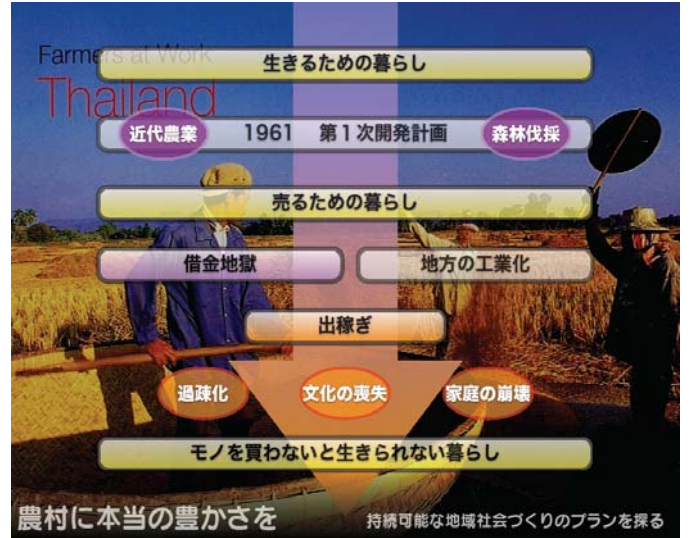 Farmers at Work
Thailand
生きるための暮らし
近代農業 1961 第1次開発計画 森林伐採
売るための暮らし
借金地獄 地方の工業化
出稼ぎ
過疎化 文化の喪失 家庭の崩壊
モノを買わないと生きられない暮らし
農村に本当の豊かさを
持続可能な地域社会づくりのプランを探る